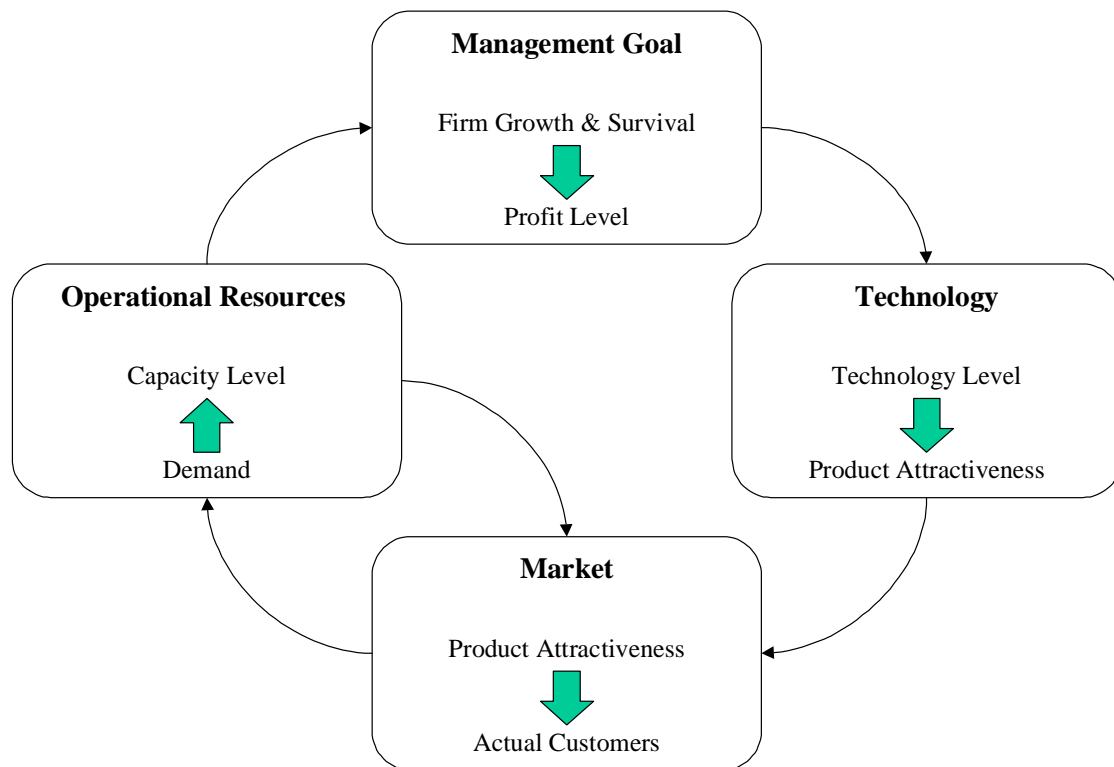 Management Goal
Firm Growth & Survival
Profit Level
Operational Resources
Capacity Level
Demand
Technology
Technology Level
Product Attractiveness
Market
Product Attractiveness
Actual Customers